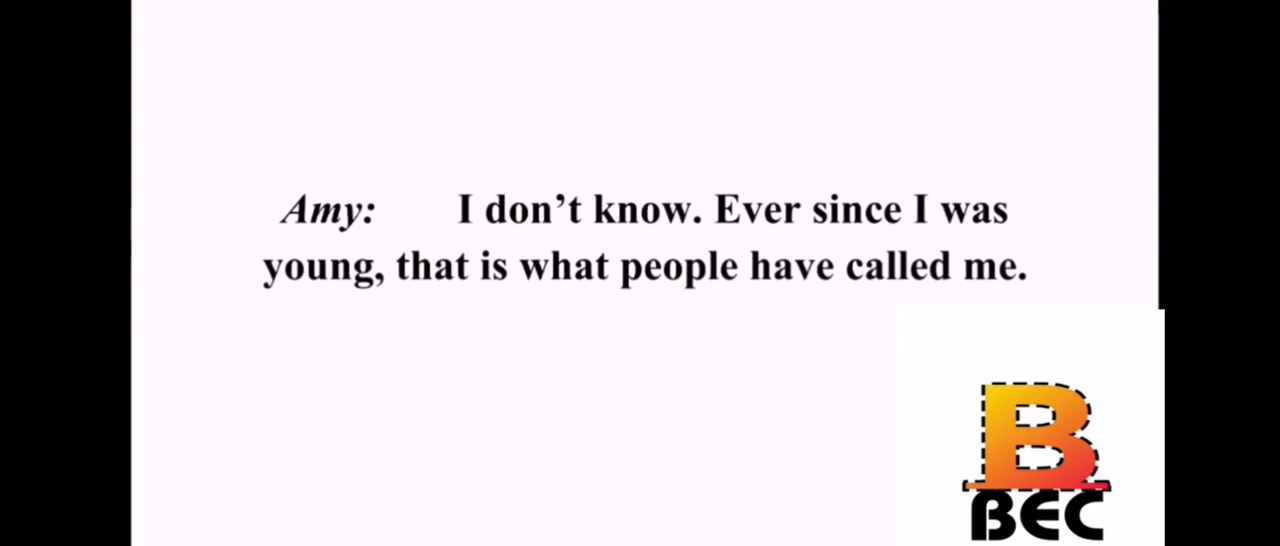 Amy: I don’t know. Ever since I was
young, that is what people have called me.
B
BEC